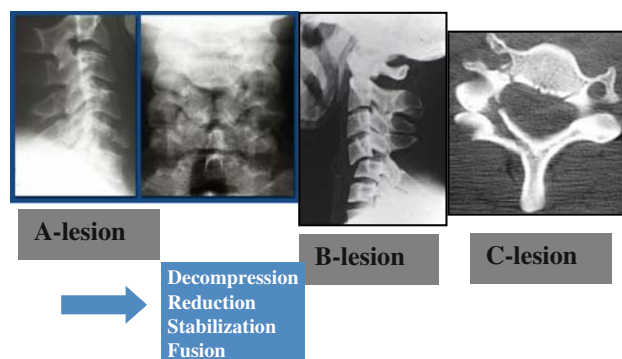 A-lesion
B-lesion
C-lesion
Decompression
Reduction
Stabilization
Fusion